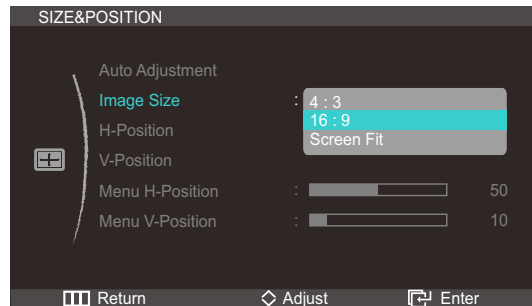 SIZE&POSITION
Auto Adjustment
Image Size : 4 : 3
16 : 9
Screen Fit
H-Position
V-Position
Menu H-Position : 50
Menu V-Position : 10
Return Adjust Enter